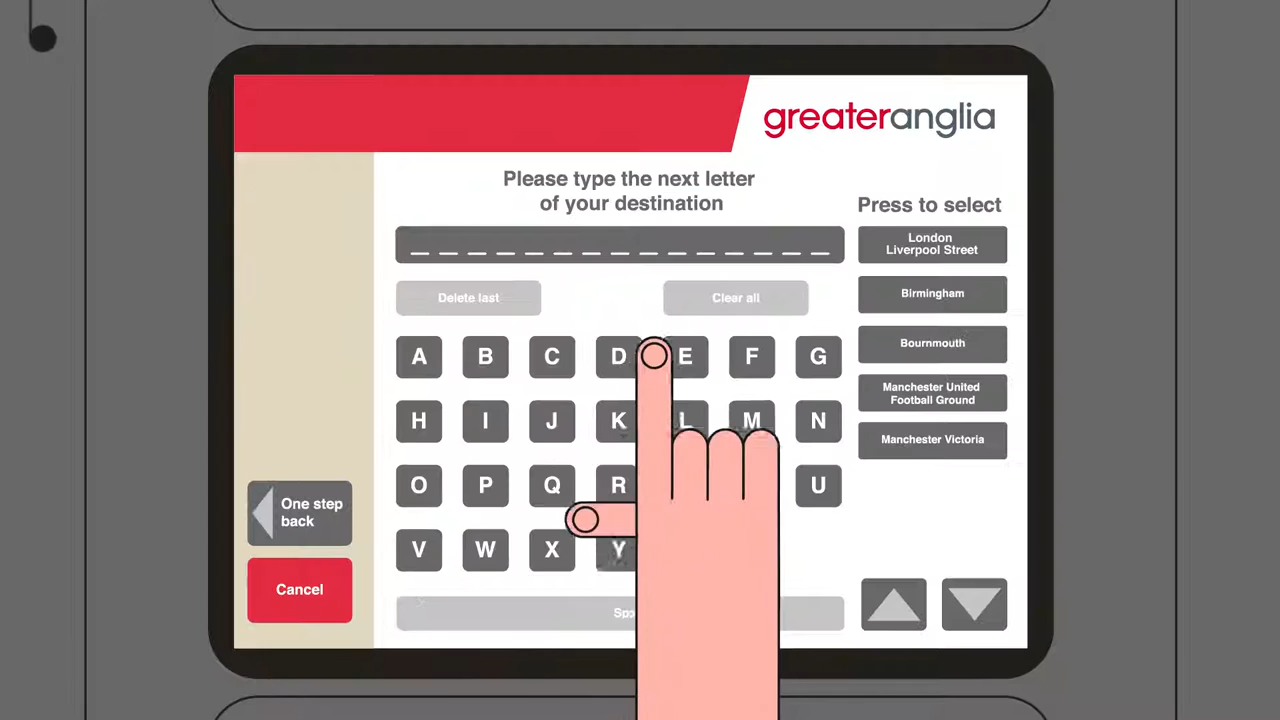 greateranglia
Please type the next letter
of your destination
Press to select
London
Liverpool Street
Birmingham
Bournmouth
Manchester United
Football Ground
Manchester Victoria
Delete last
Clear all
A B C D E F G
H I J K L M N
O P Q R U
V W X Y
One step
back
Cancel